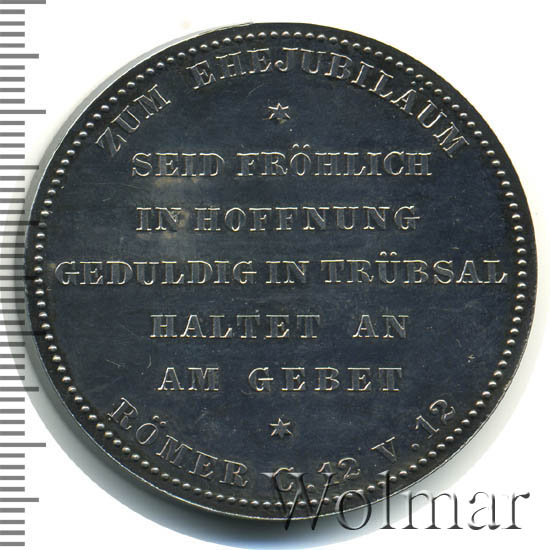 ZUM EHEJUBILÄUM
SEID FRÖHLICH
IN HOFFNUNG
GEDULDIG IN TRÜBSAL
HALTET AN
AM GEBET
RÖMER C. 12 V. 12
Wolmar